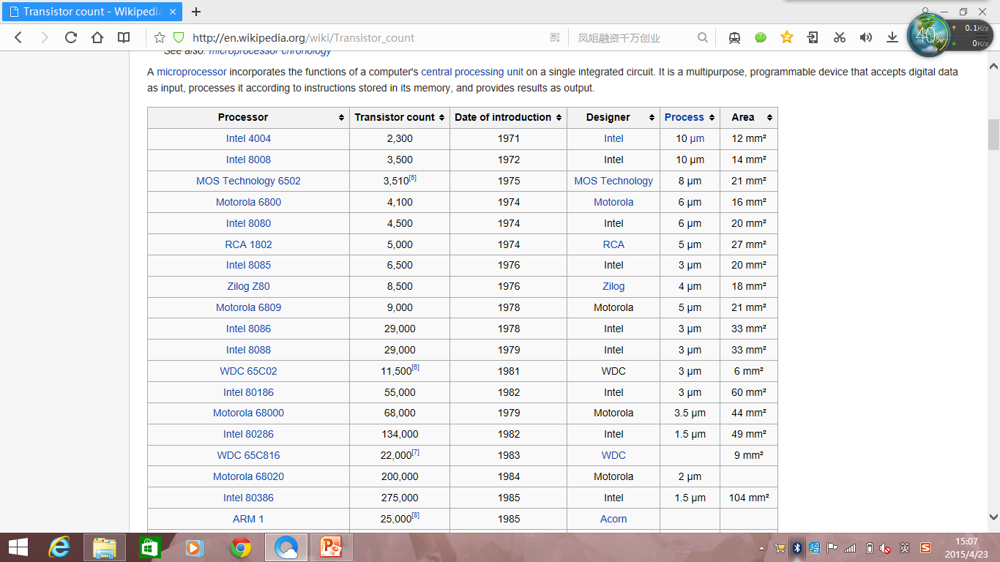 Transistor count - Wikipedia
http://en.wikipedia.org/wiki/Transistor_count
凤姐融资千万创业
40%
0.1K/s
0K/s
See also: microprocessor chronology
A microprocessor incorporates the functions of a computer's central processing unit on a single integrated circuit. It is a multipurpose, programmable device that accepts digital data
as input, processes it according to instructions stored in its memory, and provides results as output.
Processor Transistor count Date of introduction Designer Process Area
Intel 4004 2,300 1971 Intel 10 µm 12 mm²
Intel 8008 3,500 1972 Intel 10 µm 14 mm²
MOS Technology 6502 3,510[5] 1975 MOS Technology 8 µm 21 mm²
Motorola 6800 4,100 1974 Motorola 6 µm 16 mm²
Intel 8080 4,500 1974 Intel 6 µm 20 mm²
RCA 1802 5,000 1974 RCA 5 µm 27 mm²
Intel 8085 6,500 1976 Intel 3 µm 20 mm²
Zilog Z80 8,500 1976 Zilog 4 µm 18 mm²
Motorola 6809 9,000 1978 Motorola 5 µm 21 mm²
Intel 8086 29,000 1978 Intel 3 µm 33 mm²
Intel 8088 29,000 1979 Intel 3 µm 33 mm²
WDC 65C02 11,500[6] 1981 WDC 3 µm 6 mm²
Intel 80186 55,000 1982 Intel 3 µm 60 mm²
Motorola 68000 68,000 1979 Motorola 3.5 µm 44 mm²
Intel 80286 134,000 1982 Intel 1.5 µm 49 mm²
WDC 65C816 22,000[7] 1983 WDC 9 mm²
Motorola 68020 200,000 1984 Motorola 2 µm
Intel 80386 275,000 1985 Intel 1.5 µm 104 mm²
ARM 1 25,000[8] 1985 Acorn
英
15:07
2015/4/23